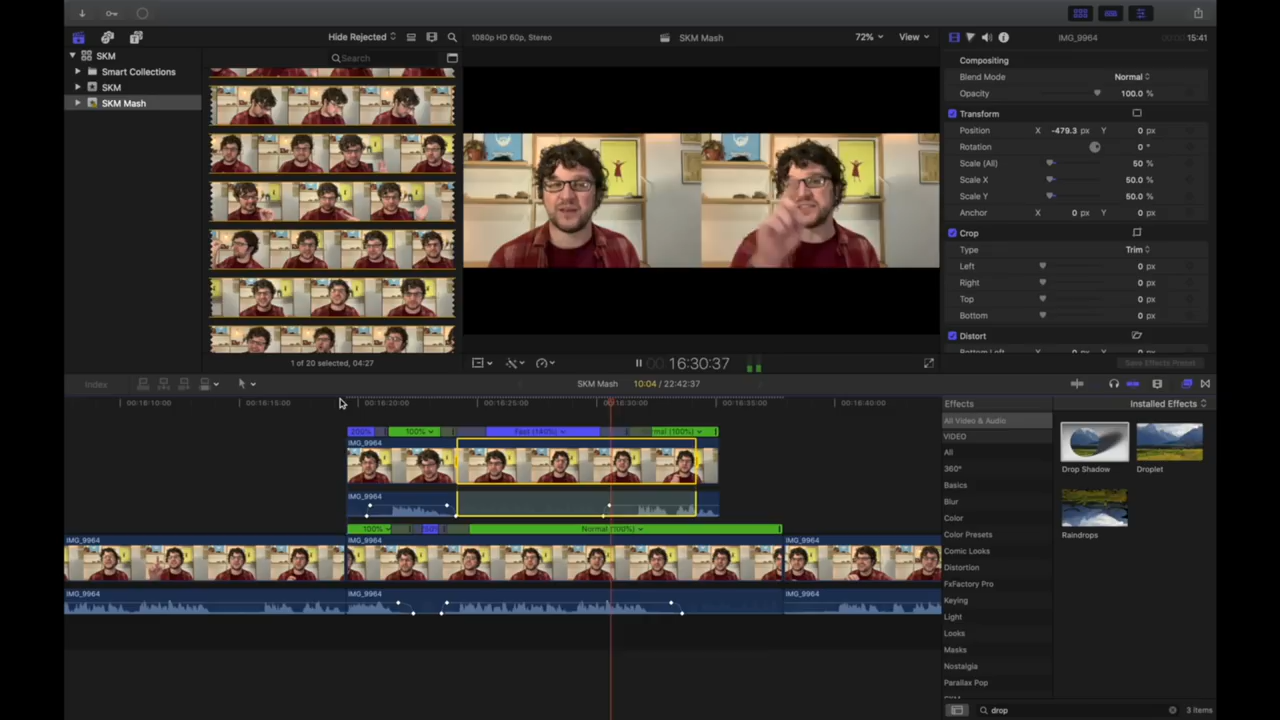 Hide Rejected
1080p HD 60p, Stereo
SKM Mash
72%
View
IMG_9964
15:41
SKM
Smart Collections
SKM
SKM Mash
Search
1 of 20 selected, 04:27
16:30:37
Compositing
Blend Mode
Normal
Opacity
100.0 %
Transform
Position
X
-479.3 px
Y
0 px
Rotation
0 °
Scale (All)
50 %
Scale X
50.0 %
Scale Y
50.0 %
Anchor
X
0 px
Y
0 px
Crop
Type
Trim
Left
0 px
Right
0 px
Top
0 px
Bottom
0 px
Distort
Save Effects Preset
Index
SKM Mash
10:04 / 22:42:37
00:16:10:00
00:16:15:00
00:16:20:00
00:16:25:00
00:16:30:00
00:16:35:00
00:16:40:00
200%
100%
Fast (140%)
rmal (100%)
IMG_9964
IMG_9964
100%
Normal (100%)
IMG_9964
IMG_9964
IMG_9964
IMG_9964
IMG_9964
IMG_9964
Effects
Installed Effects
All Video & Audio
VIDEO
All
360°
Basics
Blur
Color
Color Presets
Comic Looks
Distortion
FxFactory Pro
Keying
Light
Looks
Masks
Nostalgia
Parallax Pop
Drop Shadow
Droplet
Raindrops
drop
3 items